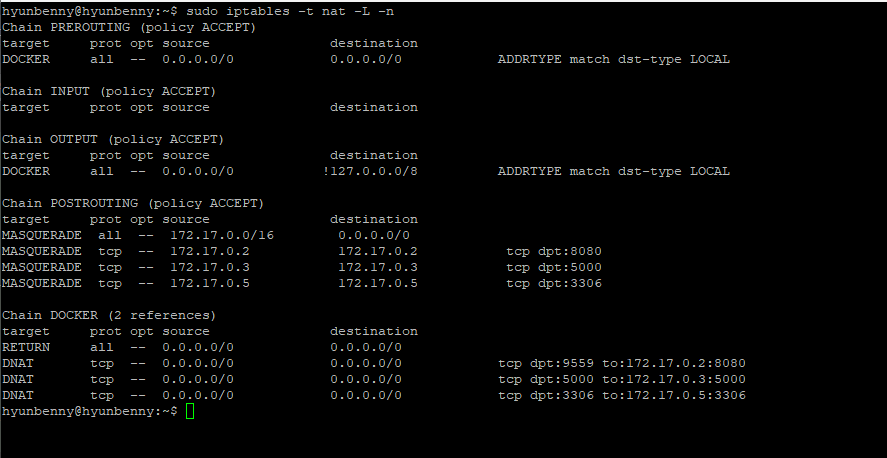 hyunbenny@hyunbenny:~$ sudo iptables -t nat -L -n
Chain PREROUTING (policy ACCEPT)
target     prot opt source               destination
DOCKER     all  --  0.0.0.0/0            0.0.0.0/0            ADDRTYPE match dst-type LOCAL

Chain INPUT (policy ACCEPT)
target     prot opt source               destination

Chain OUTPUT (policy ACCEPT)
target     prot opt source               destination
DOCKER     all  --  0.0.0.0/0           !127.0.0.0/8          ADDRTYPE match dst-type LOCAL

Chain POSTROUTING (policy ACCEPT)
target     prot opt source               destination
MASQUERADE  all  --  172.17.0.0/16        0.0.0.0/0
MASQUERADE  tcp  --  172.17.0.2           172.17.0.2           tcp dpt:8080
MASQUERADE  tcp  --  172.17.0.3           172.17.0.3           tcp dpt:5000
MASQUERADE  tcp  --  172.17.0.5           172.17.0.5           tcp dpt:3306

Chain DOCKER (2 references)
target     prot opt source               destination
RETURN     all  --  0.0.0.0/0            0.0.0.0/0
DNAT       tcp  --  0.0.0.0/0            0.0.0.0/0            tcp dpt:9559 to:172.17.0.2:8080
DNAT       tcp  --  0.0.0.0/0            0.0.0.0/0            tcp dpt:5000 to:172.17.0.3:5000
DNAT       tcp  --  0.0.0.0/0            0.0.0.0/0            tcp dpt:3306 to:172.17.0.5:3306
hyunbenny@hyunbenny:~$